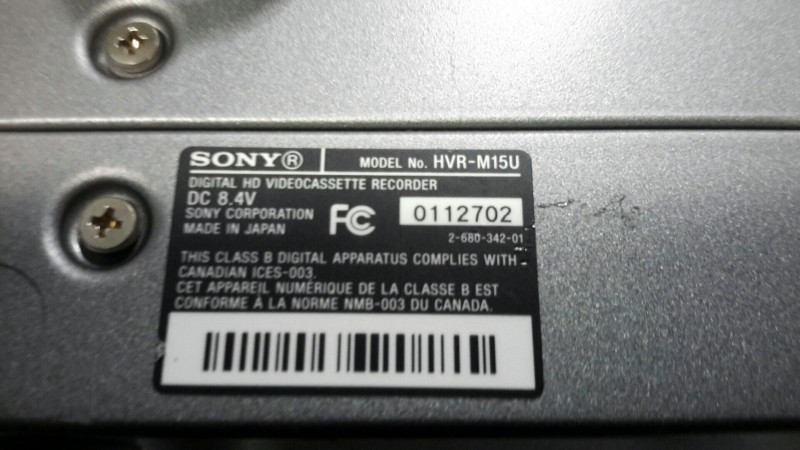 SONY® MODEL No. HVR-M15U
DIGITAL HD VIDEOCASSETTE RECORDER
DC 8.4V
SONY CORPORATION FC 0112702
MADE IN JAPAN
2-680-342-01
THIS CLASS B DIGITAL APPARATUS COMPLIES WITH
CANADIAN ICES-003.
CET APPAREIL NUMÉRIQUE DE LA CLASSE B EST
CONFORME À LA NORME NMB-003 DU CANADA.